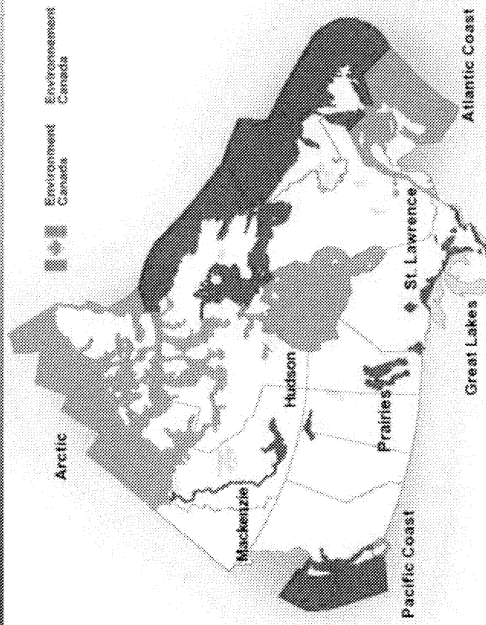 Environment
Canada
Environnement
Canada
Arctic
Mackenzie
Hudson
Pacific Coast
Prairies
St. Lawrence
Great Lakes
Atlantic Coast